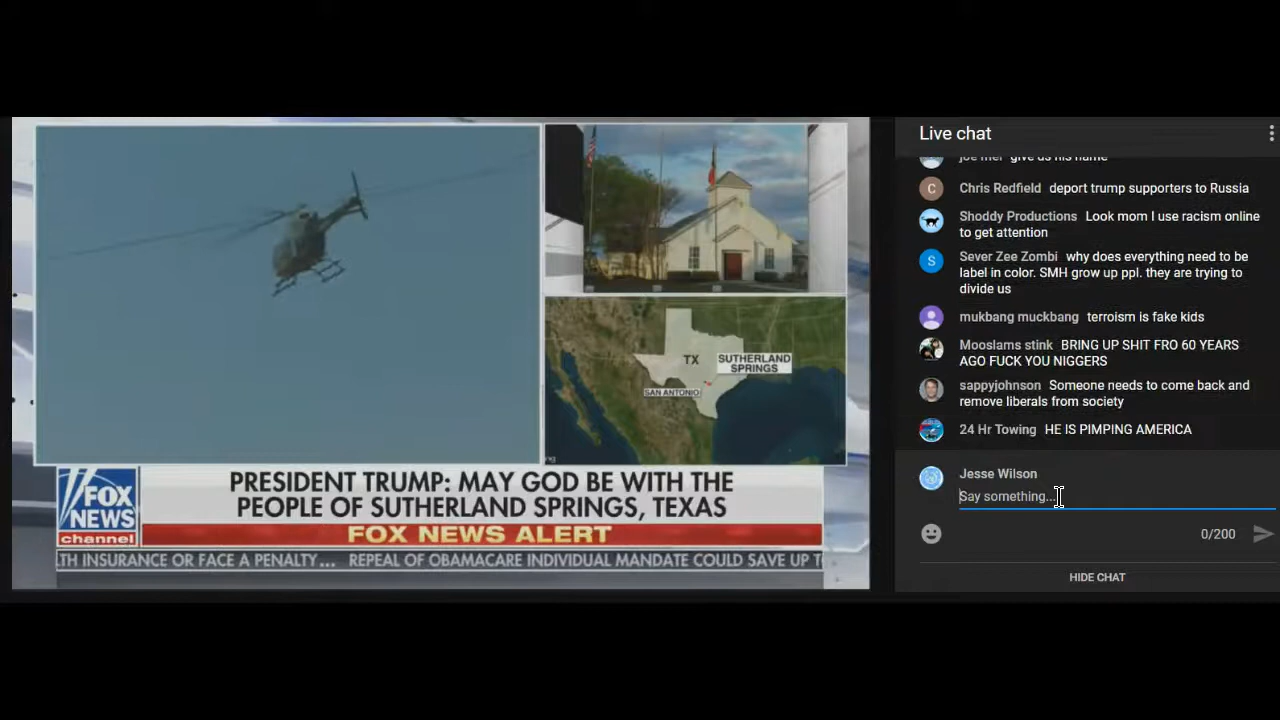 TX
SUTHERLAND
SPRINGS
SAN ANTONIO
FOX
NEWS
channel
PRESIDENT TRUMP: MAY GOD BE WITH THE
PEOPLE OF SUTHERLAND SPRINGS, TEXAS
FOX NEWS ALERT
LTH INSURANCE OR FACE A PENALTY... REPEAL OF OBAMACARE INDIVIDUAL MANDATE COULD SAVE UP T
Live chat
give us his name
Chris Redfield deport trump supporters to Russia
Shoddy Productions Look mom I use racism online
to get attention
Sever Zee Zombi why does everything need to be
label in color. SMH grow up ppl. they are trying to
divide us
mukbang muckbang terroism is fake kids
Mooslams stink BRING UP SHIT FRO 60 YEARS
AGO FUCK YOU NIGGERS
sappyjohnson Someone needs to come back and
remove liberals from society
24 Hr Towing HE IS PIMPING AMERICA
Jesse Wilson
Say something...
0/200
HIDE CHAT